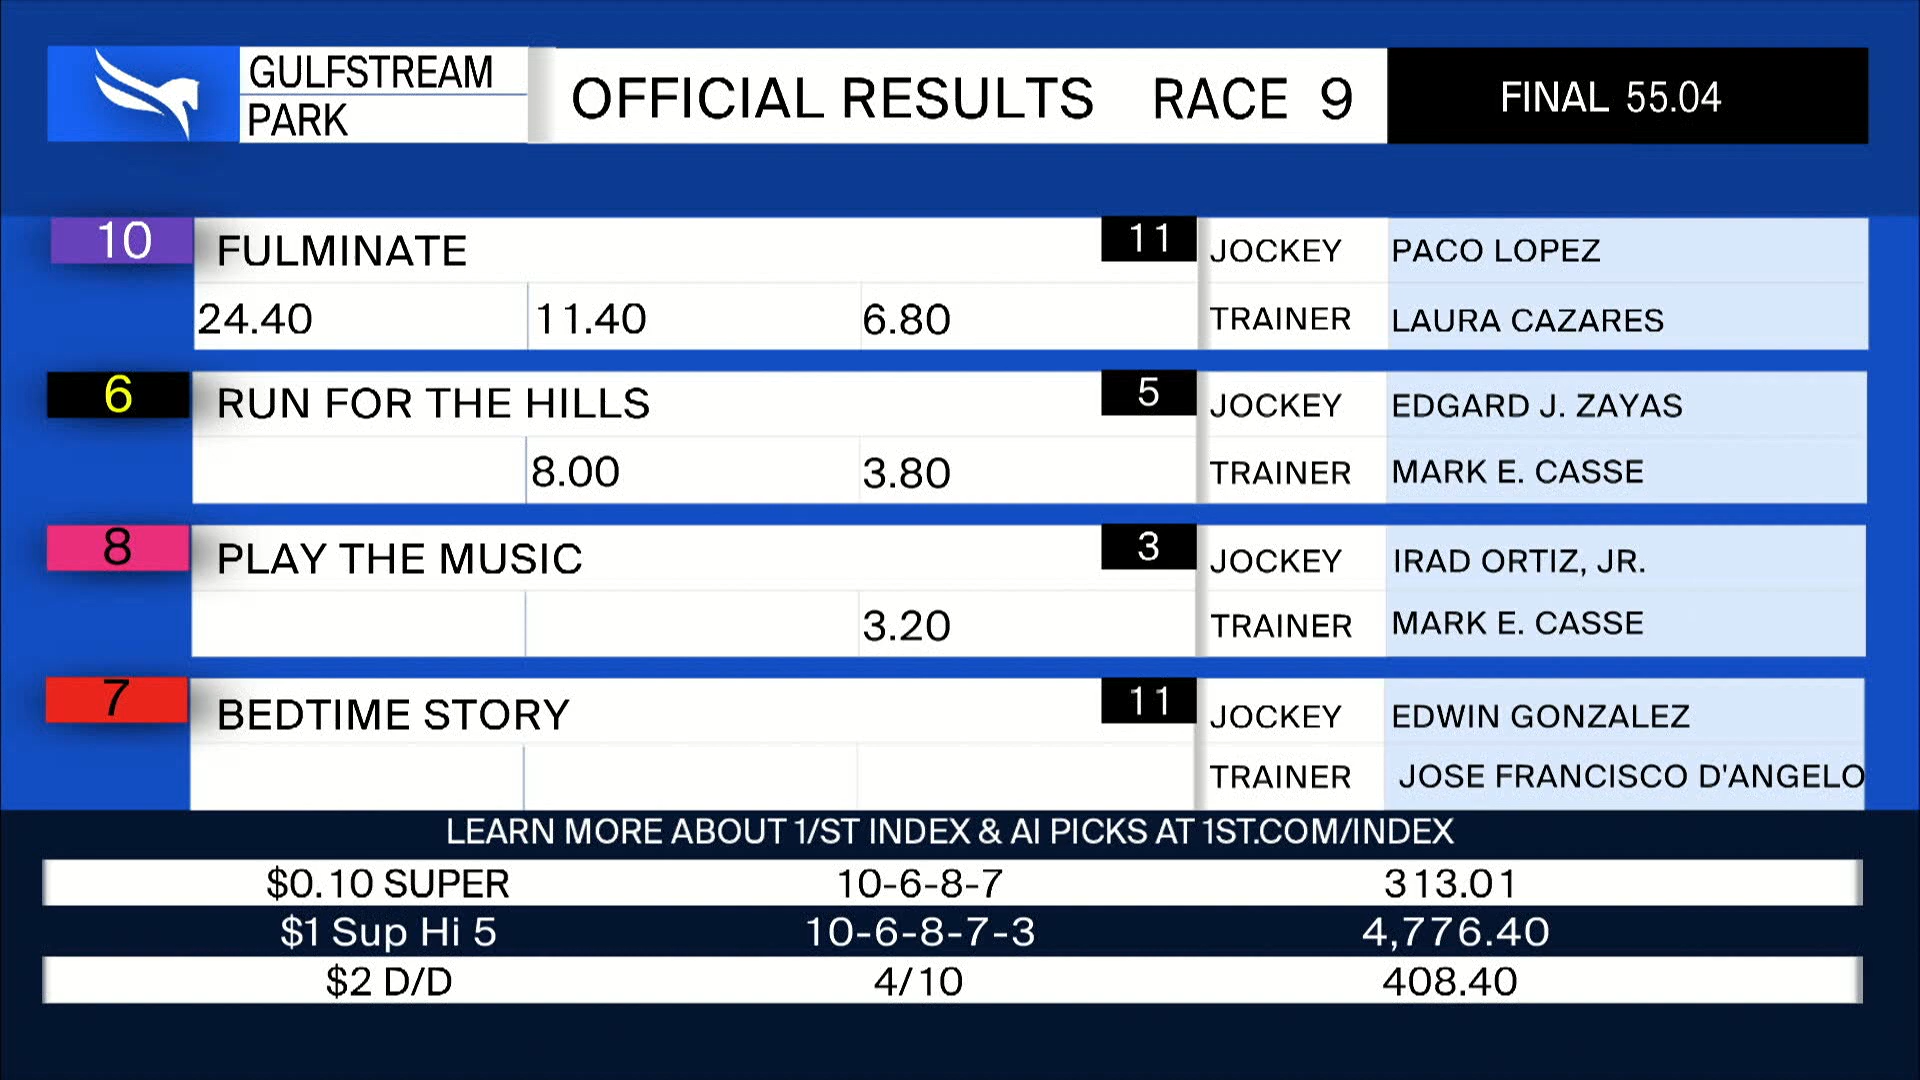 GULFSTREAM
PARK
OFFICIAL RESULTS RACE 9
FINAL 55.04
10 FULMINATE 11 JOCKEY PACO LOPEZ
24.40 11.40 6.80 TRAINER LAURA CAZARES
6 RUN FOR THE HILLS 5 JOCKEY EDGARD J. ZAYAS
8.00 3.80 TRAINER MARK E. CASSE
8 PLAY THE MUSIC 3 JOCKEY IRAD ORTIZ, JR.
3.20 TRAINER MARK E. CASSE
7 BEDTIME STORY 11 JOCKEY EDWIN GONZALEZ
TRAINER JOSE FRANCISCO D'ANGELO
LEARN MORE ABOUT 1/ST INDEX & AI PICKS AT 1ST.COM/INDEX
$0.10 SUPER 10-6-8-7 313.01
$1 Sup Hi 5 10-6-8-7-3 4,776.40
$2 D/D 4/10 408.40